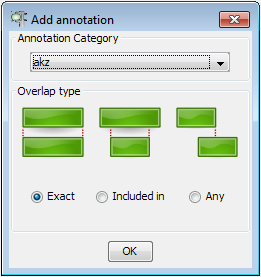 Add annotation
Annotation Category
akz
Overlap type
Exact Included in Any
OK